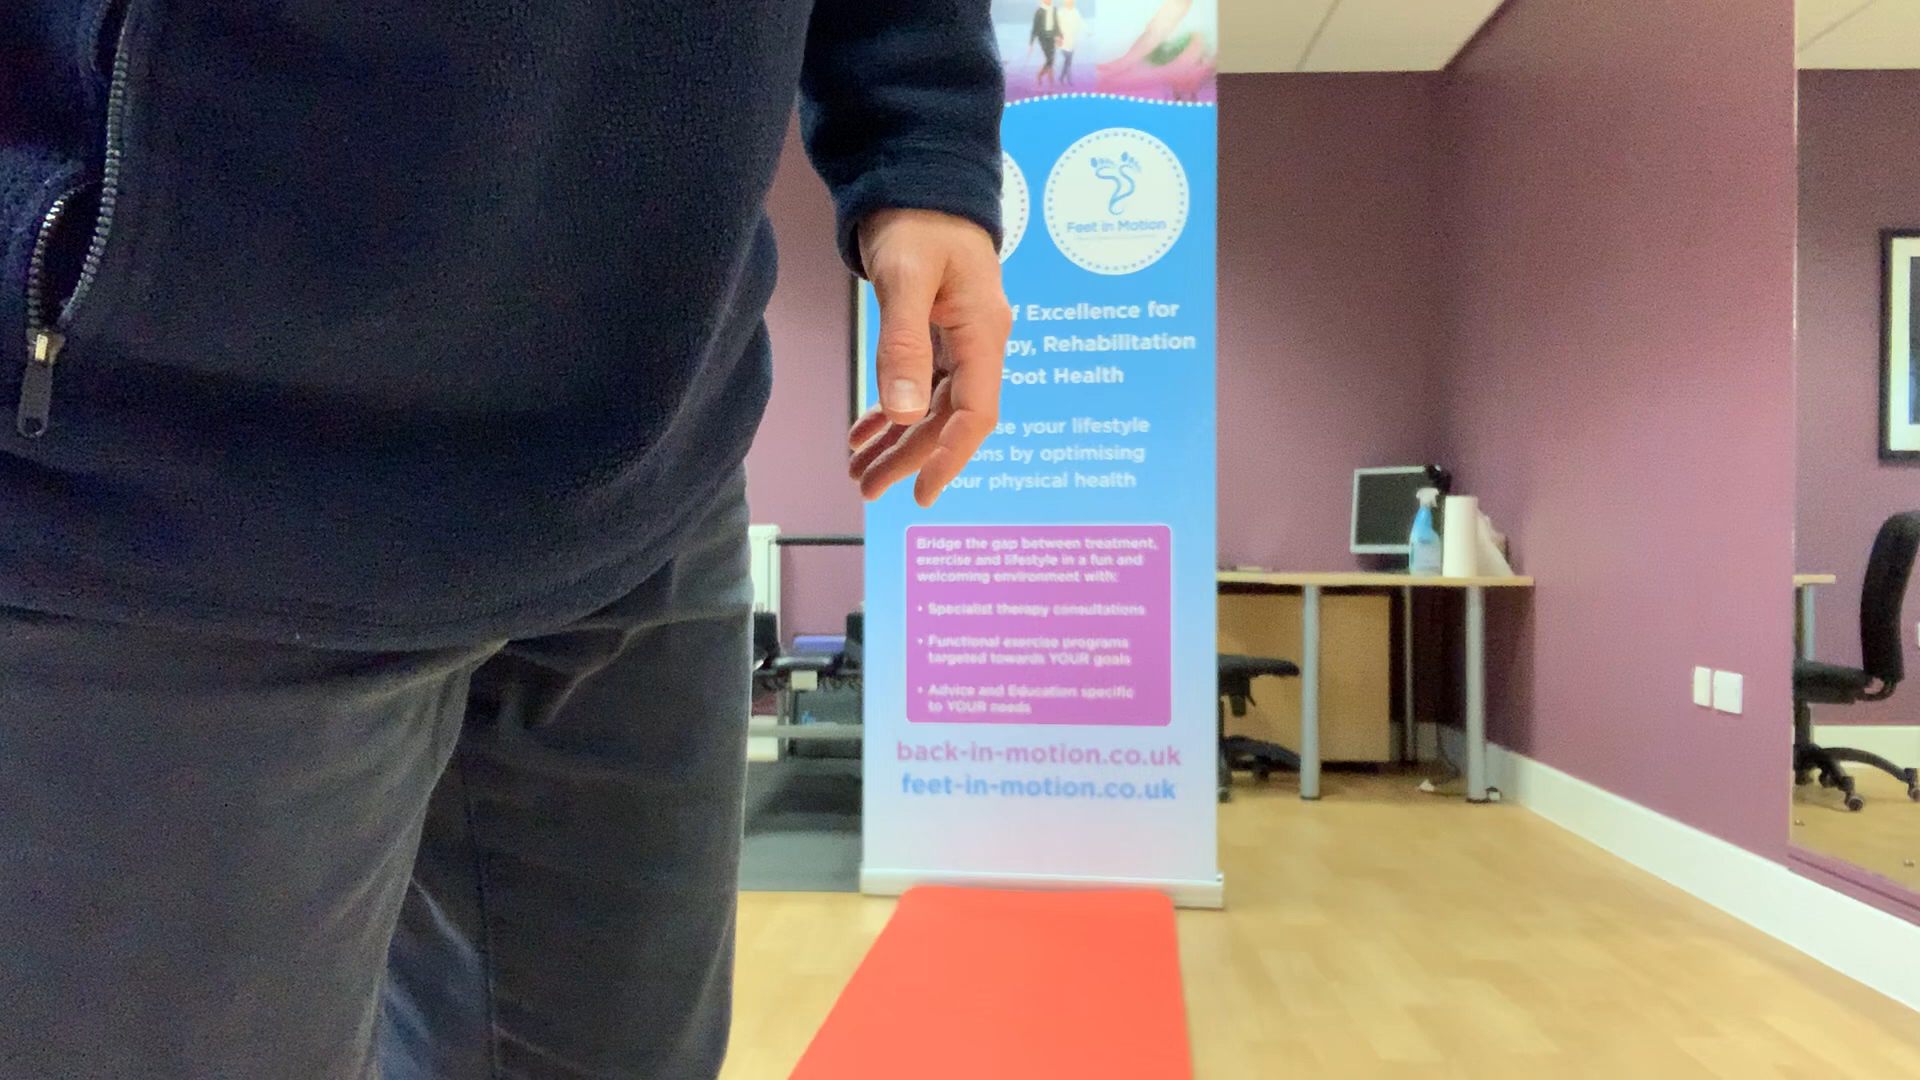 Feet in Motion
f Excellence for
py, Rehabilitation
Foot Health
se your lifestyle
ons by optimising
your physical health
Bridge the gap between treatment,
exercise and lifestyle in a fun and
welcoming environment with:
• Specialist therapy consultations
• Functional exercise programs
targeted towards YOUR goals
• Advice and Education specific
to YOUR needs
back-in-motion.co.uk
feet-in-motion.co.uk